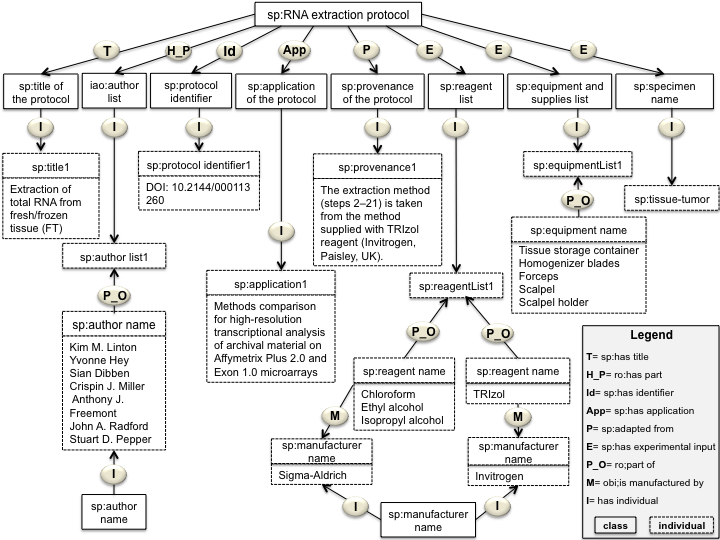 sp:RNA extraction protocol
T
H_P
Id
App
P
E
E
E
sp:title of
the protocol
iao:author
list
sp:protocol
identifier
sp:application
of the protocol
sp:provenance
of the protocol
sp:reagent
list
sp:equipment and
supplies list
sp:specimen
name
I
I
I
I
I
I
I
sp:title1
Extraction of
total RNA from
fresh/frozen
tissue (FT)
sp:protocol identifier1
DOI: 10.2144/000113
260
sp:provenance1
The extraction method
(steps 2–21) is taken
from the method
supplied with TRIzol
reagent (Invitrogen,
Paisley, UK).
sp:equipmentList1
P_O
sp:tissue-tumor
sp:equipment name
Tissue storage container
Homogenizer blades
Forceps
Scalpel
Scalpel holder
I
sp:author list1
P_O
sp:application1
Methods comparison
for high-resolution
transcriptional analysis
of archival material on
Affymetrix Plus 2.0 and
Exon 1.0 microarrays
sp:reagentList1
P_O
P_O
sp:author name
Kim M. Linton
Yvonne Hey
Sian Dibben
Crispin J. Miller
Anthony J.
Freemont
John A. Radford
Stuart D. Pepper
I
sp:author
name
sp:reagent name
Chloroform
Ethyl alcohol
Isopropyl alcohol
sp:reagent name
TRIzol
M
M
sp:manufacturer
name
Sigma-Aldrich
sp:manufacturer
name
Invitrogen
I
I
sp:manufacturer
name
Legend
T= sp:has title
H_P= ro:has part
Id= sp:has identifier
App= sp:has application
P= sp:adapted from
E= sp:has experimental input
P_O= ro;part of
M= obi;is manufactured by
I= has individual
class
individual